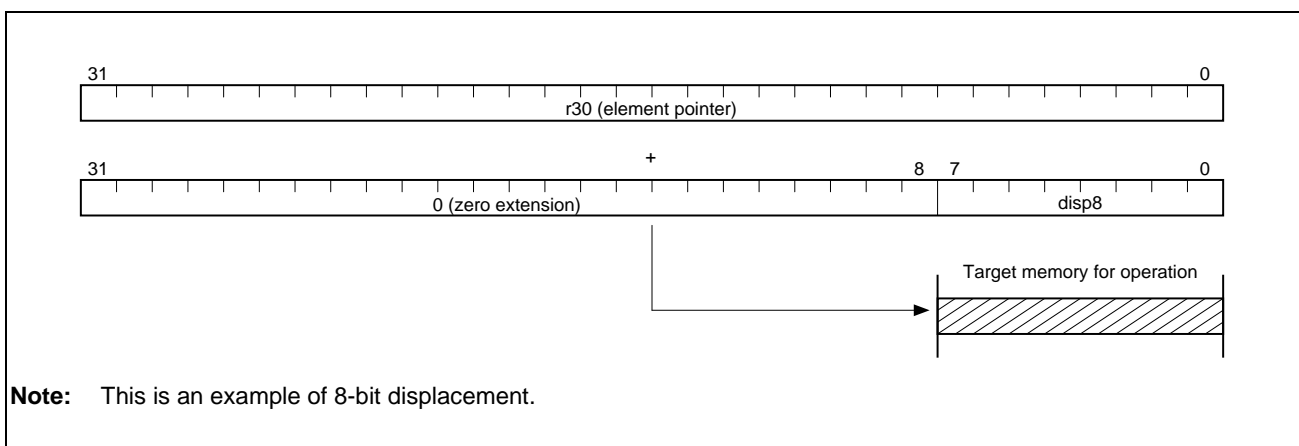 31 0
r30 (element pointer)
+
31 8 7 0
0 (zero extension) disp8
Target memory for operation
Note: This is an example of 8-bit displacement.